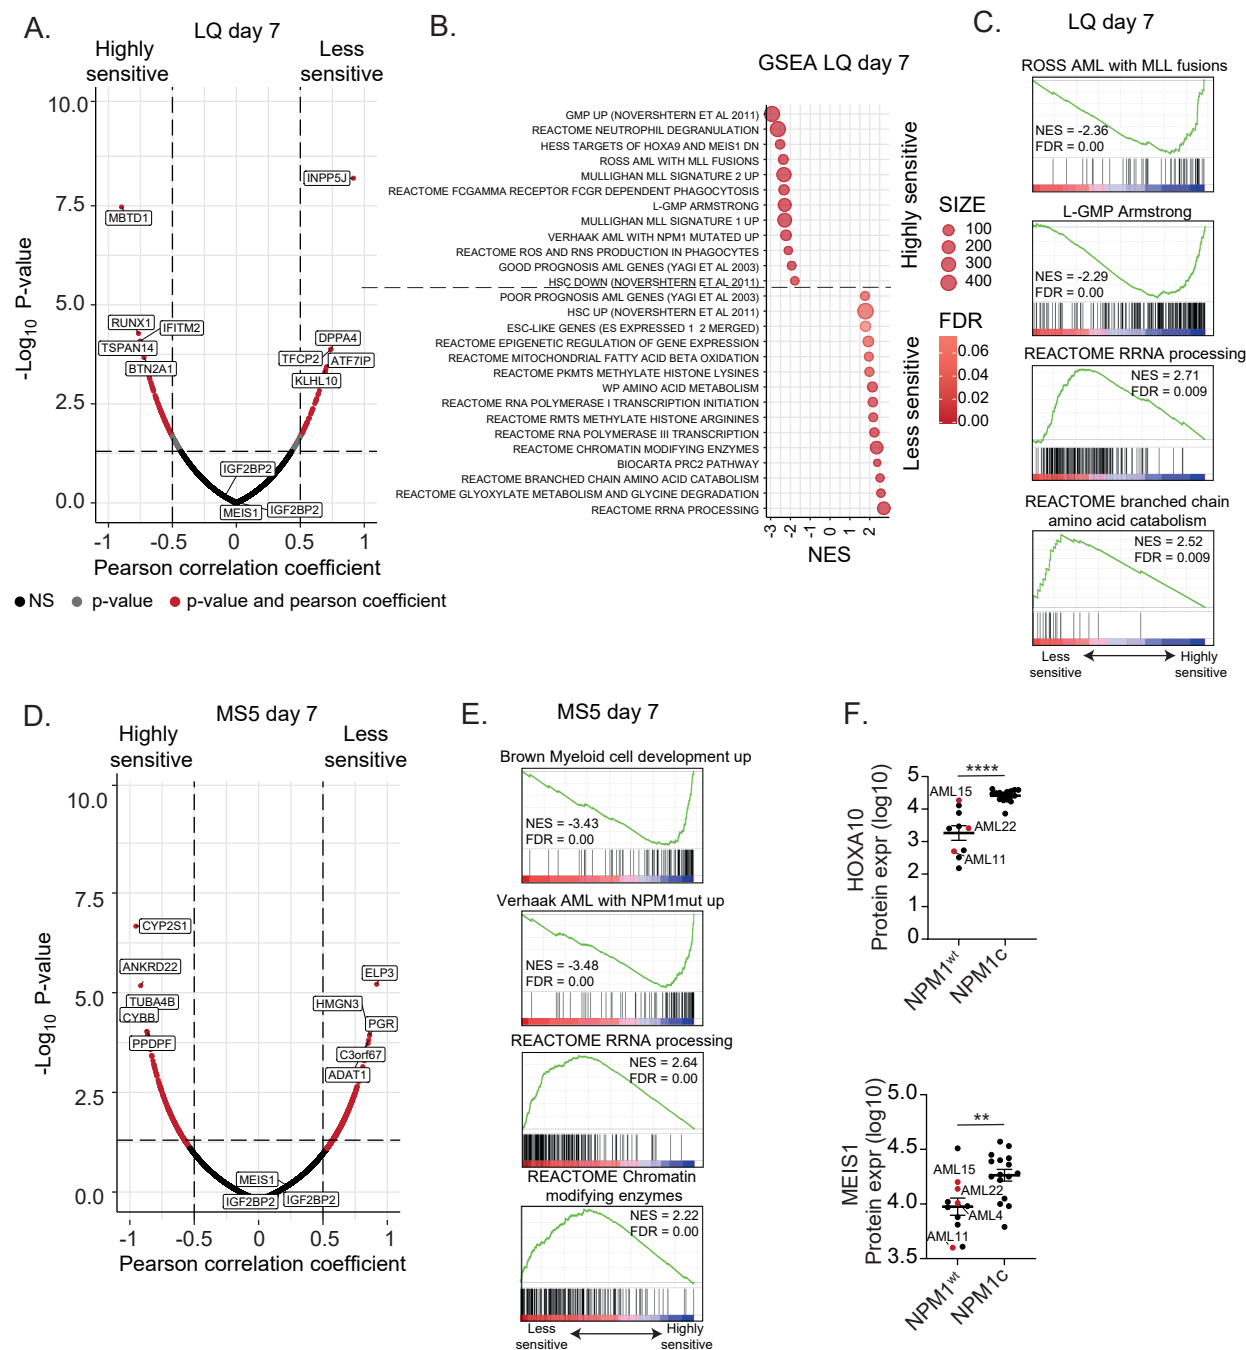 A.
LQ day 7
Highly
sensitive
Less
sensitive
10.0
7.5
5.0
2.5
0.0
-Log10 P-value
INPP5J
MBTD1
RUNX1
IFITM2
TSPAN14
BTN2A1
DPPA4
TFCP2
ATF7IP
KLHL10
IGF2BP2
MEIS1
IGF2BP2
-1
-0.5
0
0.5
1
Pearson correlation coefficient
NS
p-value
p-value and pearson coefficient
B.
GSEA LQ day 7
GMP UP (NOVERSHTERN ET AL 2011)
REACTOME NEUTROPHIL DEGRANULATION
HESS TARGETS OF HOXA9 AND MEIS1 DN
ROSS AML WITH MLL FUSIONS
MULLIGHAN MLL SIGNATURE 2 UP
REACTOME FCGAMMA RECEPTOR FCGR DEPENDENT PHAGOCYTOSIS
L-GMP ARMSTRONG
MULLIGHAN MLL SIGNATURE 1 UP
VERHAAK AML WITH NPM1 MUTATED UP
REACTOME ROS AND RNS PRODUCTION IN PHAGOCYTES
GOOD PROGNOSIS AML GENES (YAGI ET AL 2003)
HSC DOWN (NOVERSHTERN ET AL 2011)
POOR PROGNOSIS AML GENES (YAGI ET AL 2003)
HSC UP (NOVERSHTERN ET AL 2011)
ESC-LIKE GENES (ES EXPRESSED 1 2 MERGED)
REACTOME EPIGENETIC REGULATION OF GENE EXPRESSION
REACTOME MITOCHONDRIAL FATTY ACID BETA OXIDATION
REACTOME PKMTS METHYLATE HISTONE LYSINES
WP AMINO ACID METABOLISM
REACTOME RNA POLYMERASE I TRANSCRIPTION INITIATION
REACTOME RMTS METHYLATE HISTONE ARGININES
REACTOME RNA POLYMERASE III TRANSCRIPTION
REACTOME CHROMATIN MODIFYING ENZYMES
BIOCARTA PRC2 PATHWAY
REACTOME BRANCHED CHAIN AMINO ACID CATABOLISM
REACTOME GLYOXYLATE METABOLISM AND GLYCINE DEGRADATION
REACTOME RRNA PROCESSING
-3
-2
-1
0
1
2
NES
Highly sensitive
Less sensitive
SIZE
100
200
300
400
FDR
0.06
0.04
0.02
0.00
C.
LQ day 7
ROSS AML with MLL fusions
NES = -2.36
FDR = 0.00
L-GMP Armstrong
NES = -2.29
FDR = 0.00
REACTOME RRNA processing
NES = 2.71
FDR = 0.009
REACTOME branched chain
amino acid catabolism
NES = 2.52
FDR = 0.009
Less
sensitive
Highly
sensitive
D.
MS5 day 7
Highly
sensitive
Less
sensitive
10.0
7.5
5.0
2.5
0.0
-Log10 P-value
CYP2S1
ANKRD22
TUBA4B
CYBB
PPDPF
ELP3
HMGN3
PGR
C3orf67
ADAT1
MEIS1
IGF2BP2
IGF2BP2
-1
-0.5
0
0.5
1
Pearson correlation coefficient
E.
MS5 day 7
Brown Myeloid cell development up
NES = -3.43
FDR = 0.00
Verhaak AML with NPM1mut up
NES = -3.48
FDR = 0.00
REACTOME RRNA processing
NES = 2.64
FDR = 0.00
REACTOME Chromatin
modifying enzymes
NES = 2.22
FDR = 0.00
Less
sensitive
Highly
sensitive
F.
HOXA10
Protein expr (log10)
5
4
3
2
1
0
****
AML15
AML22
AML11
NPM1wt
NPM1c
MEIS1
Protein expr (log10)
5.0
4.5
4.0
3.5
**
AML15
AML22
AML4
AML11
NPM1wt
NPM1c